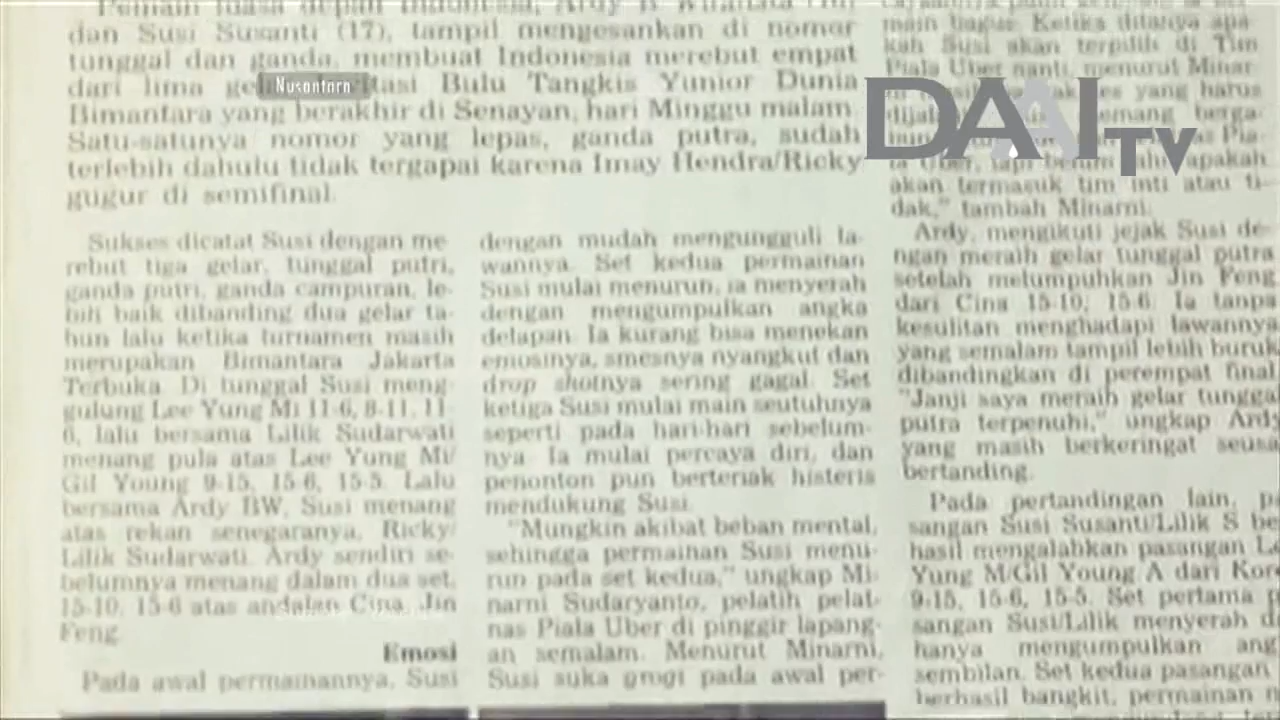 Pemain masa depan Indonesia, Ardy B Wiranata
dan Susi Susanti (17), tampil mengesankan di nomor
tunggal dan ganda, membuat Indonesia merebut empat
dari lima Bulu Tangkis Yunior Dunia
Bimantara yang berakhir di Senayan, hari Minggu malam.
Satu-satunya nomor yang lepas, ganda putra, sudah
terlebih dahulu tidak tergapai karena Imay Hendra/Ricky
gugur di semifinal.
Sukses dicatat Susi dengan me-
rebut tiga gelar, tunggal putri,
ganda putri, ganda campuran, le-
bih baik dibanding dua gelar ta-
hun lalu ketika turnamen masih
merupakan Bimantara Jakarta
Terbuka. Di tunggal Susi meng-
gulung Lee Yung Mi 11-6, 8-11, 11-
6, lalu bersama Lilik Sudarwati
menang pula atas Lee Yung Mi/
Gil Young 9-15, 15-6, 15-5. Lalu
bersama Ardy BW, Susi menang
atas rekan senegaranya, Ricky/
Lilik Sudarwati. Ardy sendiri se-
belumnya menang dalam dua set,
15-10, 15-6 atas andalan Cina, Jin
Feng.
Emosi
Pada awal permainannya, Susi
dengan mudah mengungguli la-
wannya. Set kedua permainan
Susi mulai menurun, ia menyerah
dengan mengumpulkan angka
delapan. Ia kurang bisa menekan
emosinya, smesnya nyangkut dan
drop shotnya sering gagal. Set
ketiga Susi mulai main seutuhnya
seperti pada hari-hari sebelum-
nya. Ia mulai percaya diri, dan
penonton pun berteriak histeris
mendukung Susi.
"Mungkin akibat beban mental,
sehingga permainan Susi menu-
run pada set kedua," ungkap Mi-
narni Sudaryanto, pelatih pelat-
nas Piala Uber di pinggir lapang-
an semalam. Menurut Minarni,
Susi suka grogi pada awal per-
main bagus. Ketika ditanya apa-
kah Susi akan terpilih di Tim
Piala Uber nanti, menurut Minar-
yang harus
akan termasuk tim inti atau ti-
dak," tambah Minarni.
Ardy, mengikuti jejak Susi de-
ngan meraih gelar tunggal putra
setelah melumpuhkan Jin Feng
dari Cina 15-10, 15-6. Ia tanpa
kesulitan menghadapi lawannya
yang semalam tampil lebih buruk
dibandingkan di perempat final.
"Janji saya meraih gelar tunggal
putra terpenuhi," ungkap Ardy
yang masih berkeringat seusa
bertanding.
Pada pertandingan lain, pa
sangan Susi Susanti/Lilik S be
hasil mengalahkan pasangan Le
Yung M/Gil Young A dari Kore
9-15, 15-6, 15-5. Set pertama p
sangan Susi/Lilik menyerah d
hanya mengumpulkan ang
sembilan. Set kedua pasangan
berhasil bangkit, permainan m
Nusantara
DAAI TV